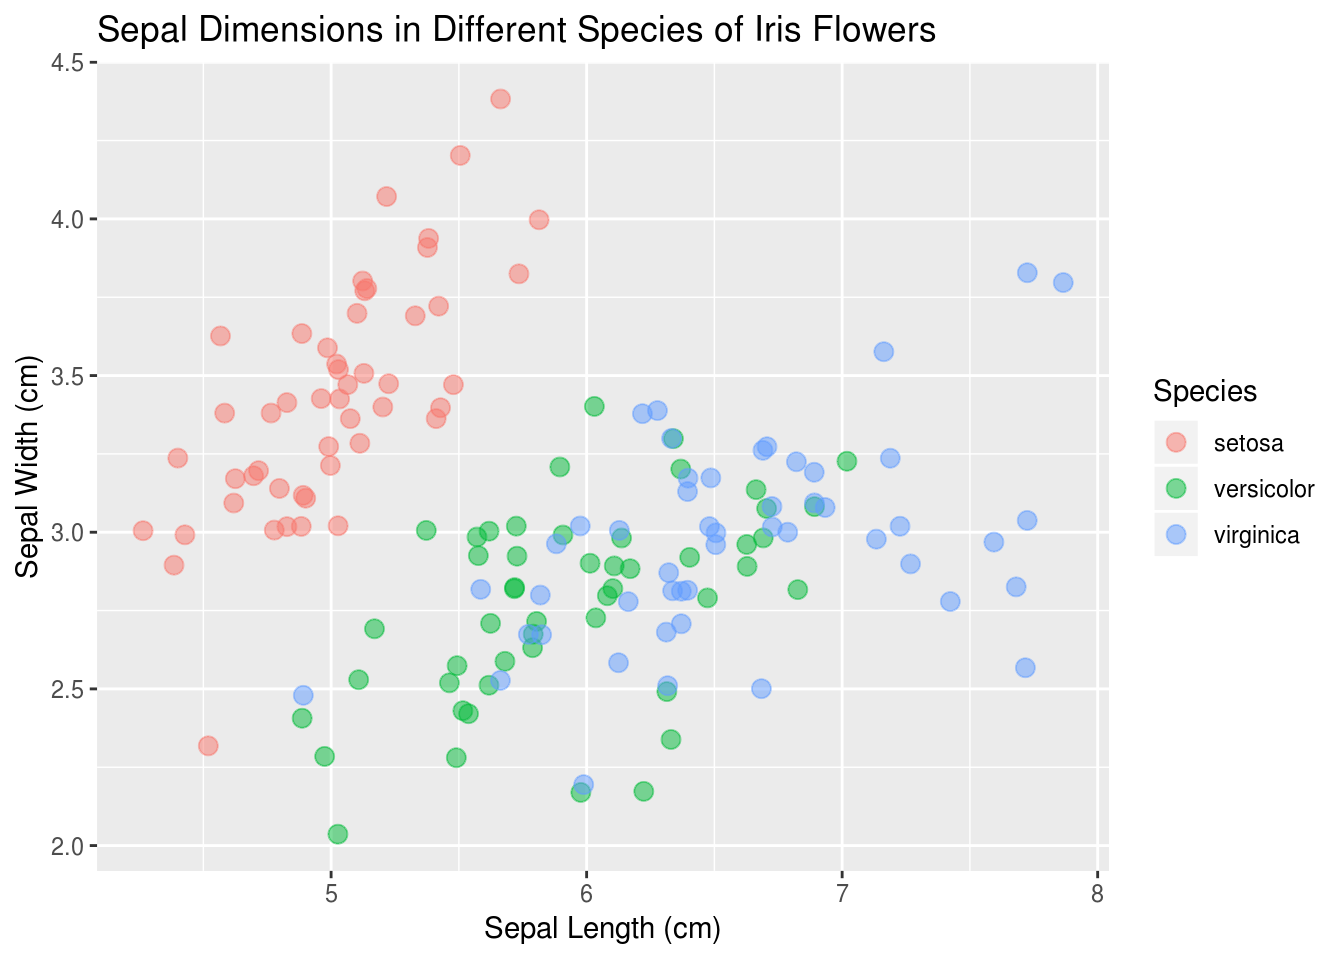 Sepal Dimensions in Different Species of Iris Flowers
4.5
4.0
3.5
3.0
2.5
2.0
Sepal Width (cm)
5 6 7 8
Sepal Length (cm)
Species
setosa
versicolor
virginica